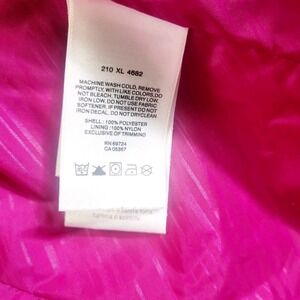 210 XL 4682
MACHINE WASH COLD, REMOVE
PROMPTLY, WITH LIKE COLORS, DO
NOT BLEACH, TUMBLE DRY LOW,
IRON LOW, DO NOT USE FABRIC
SOFTENER, IF DESIRED, DO NOT
IRON DECAL, DO NOT DRYCLEAN
SHELL : 100% POLYESTER
LINING : 100% NYLON
EXCLUSIVE OF TRIMMING
RN 69724
CA 05367